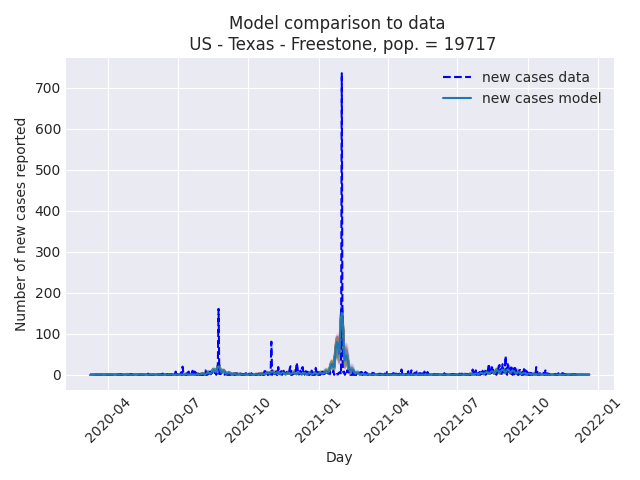 Model comparison to data
US - Texas - Freestone, pop. = 19717
new cases data
new cases model
Number of new cases reported
700
600
500
400
300
200
100
0
2020-04
2020-07
2020-10
2021-01
2021-04
2021-07
2021-10
2022-01
Day